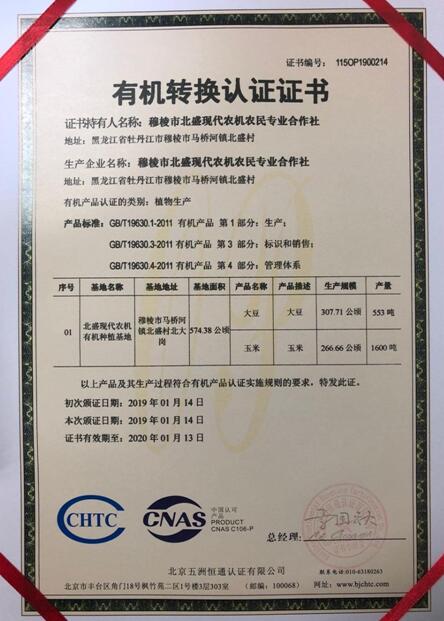 证书编号： 115OP1900214
有机转换认证证书
证书持有人名称：穆棱市北盛现代农机农民专业合作社
地址：黑龙江省牡丹江市穆棱市马桥河镇北盛村
生产企业名称：穆棱市北盛现代农机农民专业合作社
地址：黑龙江省牡丹江市穆棱市马桥河镇北盛村
有机产品认证的类别：植物生产
产品标准：GB/T19630.1-2011 有机产品 第 1 部分：生产；
GB/T19630.3-2011 有机产品 第 3 部分：标识和销售；
GB/T19630.4-2011 有机产品 第 4 部分：管理体系
序号 基地名称 基地地址 基地面积 产品名称 产品描述 生产规模 产量
01 北盛现代农机有机种植基地 穆棱市马桥河镇北盛村北大岗 574.38 公顷 大豆 大豆 307.71 公顷 553 吨
玉米 玉米 266.66 公顷 1600 吨
以上产品及其生产过程符合有机产品认证实施规则的要求，特发此证。
初次颁证日期：2019 年 01 月 14 日
本次颁证日期：2019 年 01 月 14 日
证书有效期至：2020 年 01 月 13 日
CHTC
CNAS
中国认可
产品
PRODUCT
CNAS C106-P
总经理：
北京五洲恒通认证有限公司
联系电话：010-63180263
北京市丰台区角门18号枫竹苑二区1号楼3层303室 （邮编：100068） 网址：www.bjchtc.com